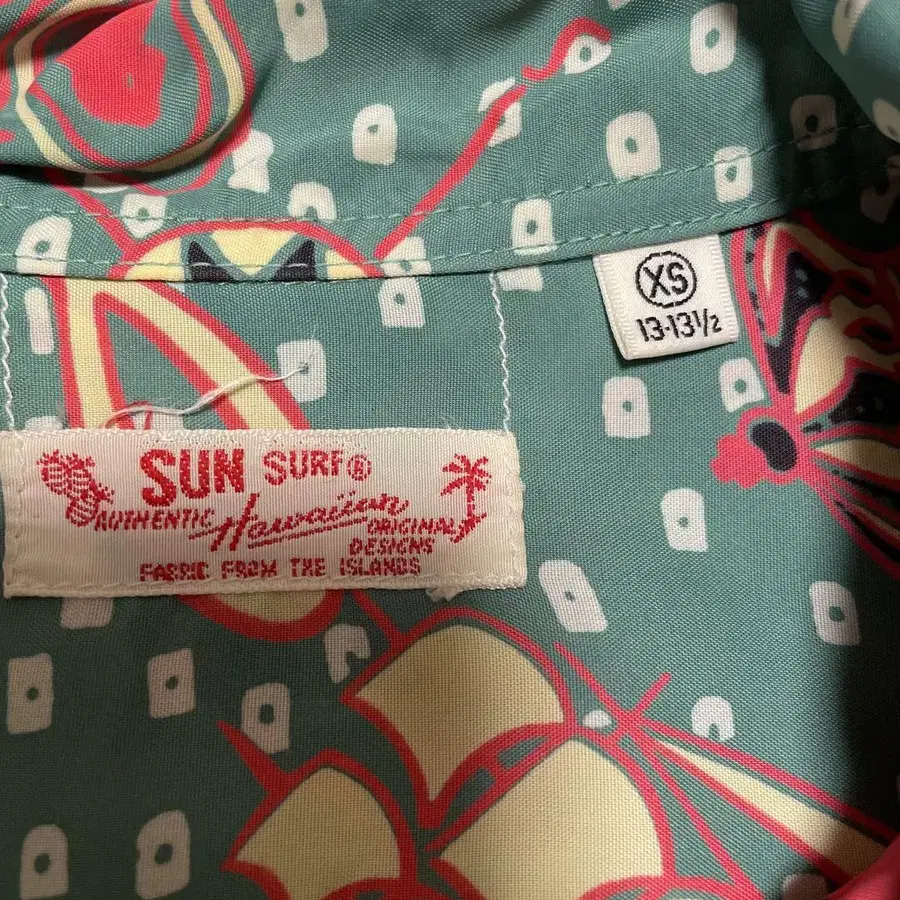 XS
13-13½
SUN SURF®
AUTHENTIC Hawaiian ORIGINAL
DESIGNS
FABRIC FROM THE ISLANDS